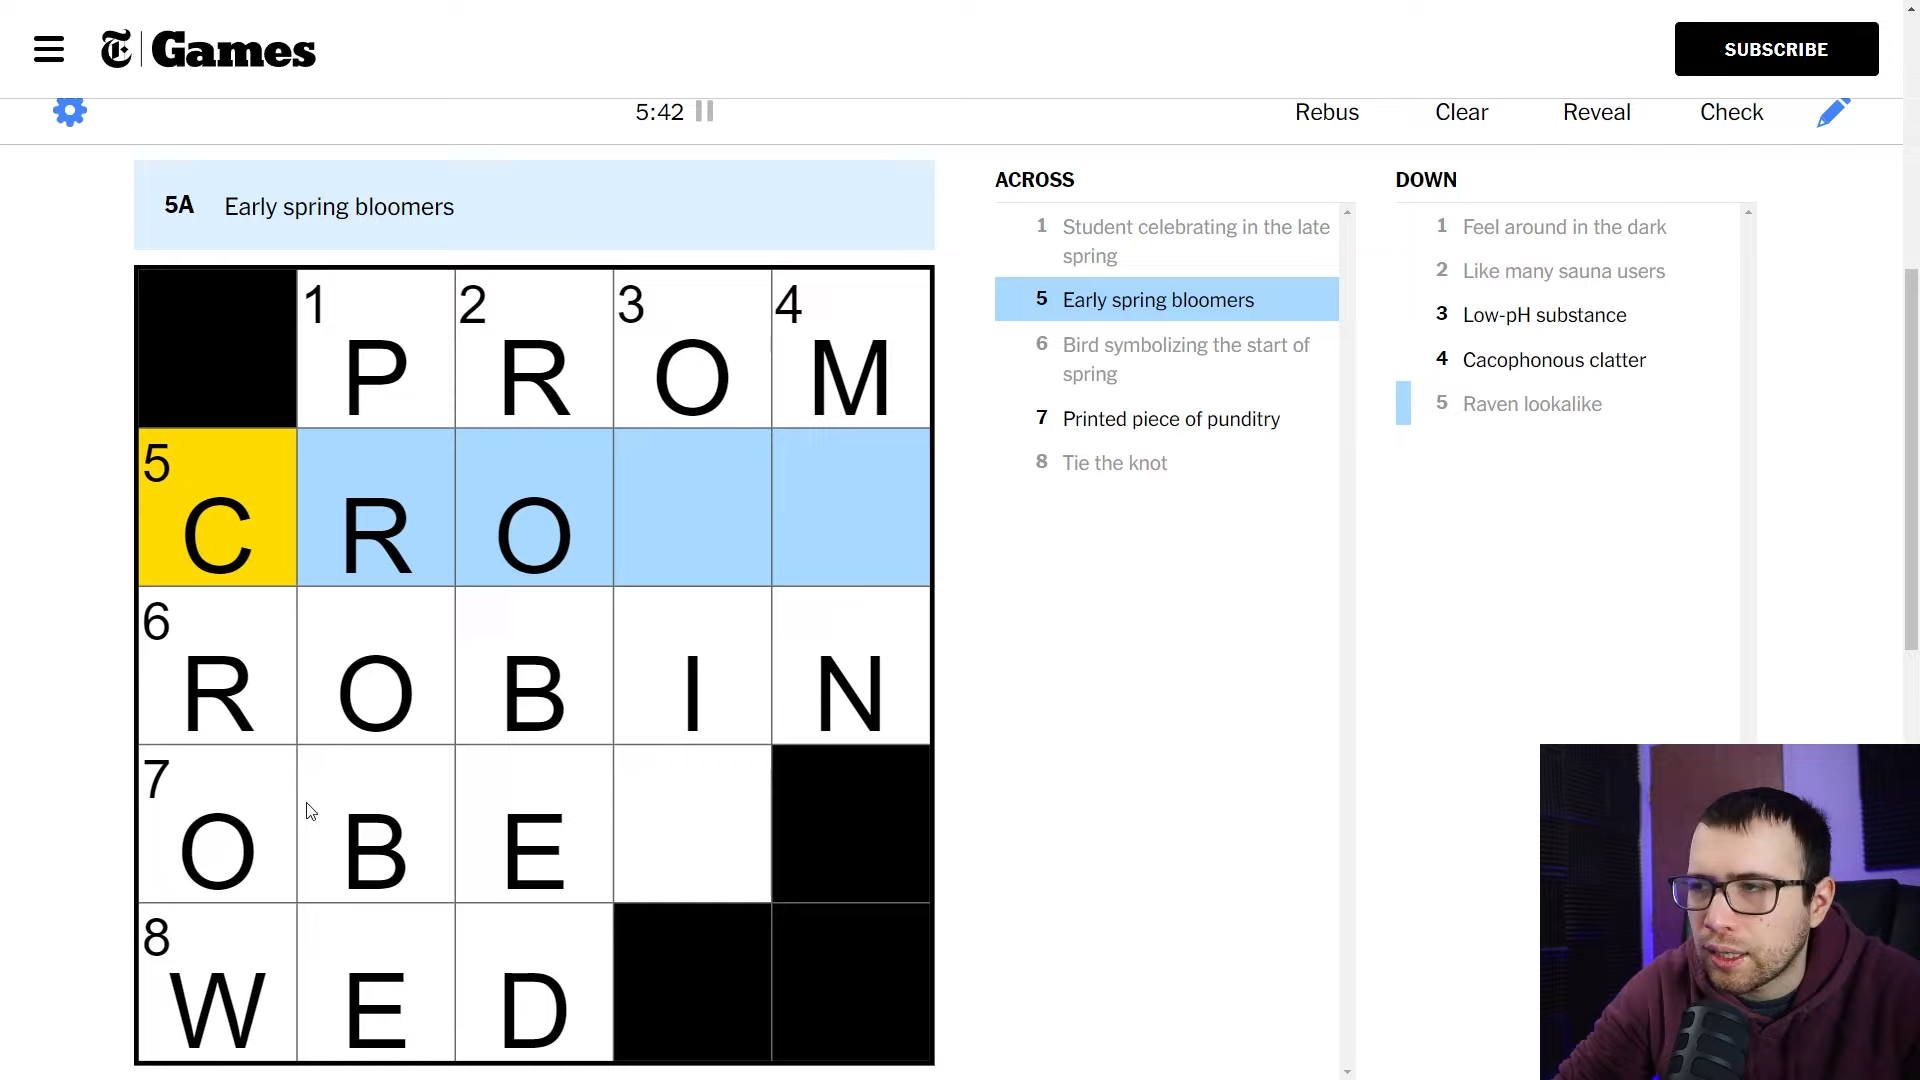 T | Games
SUBSCRIBE
5:42
Rebus
Clear
Reveal
Check
5A Early spring bloomers
1 P
2 R
3 O
4 M
5 C
R
O
6 R
O
B
I
N
7 O
B
E
8 W
E
D
ACROSS
1 Student celebrating in the late
spring
5 Early spring bloomers
6 Bird symbolizing the start of
spring
7 Printed piece of punditry
8 Tie the knot
DOWN
1 Feel around in the dark
2 Like many sauna users
3 Low-pH substance
4 Cacophonous clatter
5 Raven lookalike